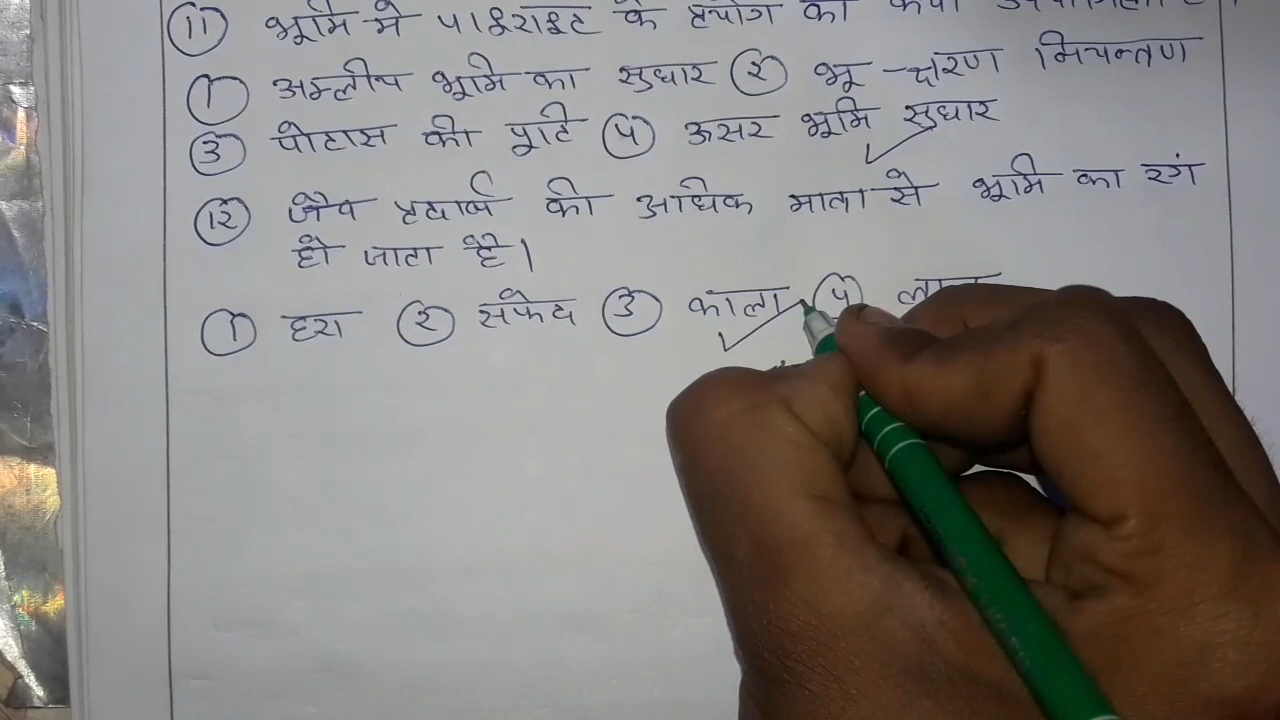 11 भूमि मे पाइराइट के प्रयोग की क्या
1 अम्लीय भूमि का सुधार 2 भू-क्षरण नियन्त्रण
3 पोटास की पूर्ति 4 ऊसर भूमि सुधार
12 जैव पदार्थ की अधिक मात्रा से भूमि का रंग
हो जाता है।
1 हरा 2 सफेद 3 काला 4